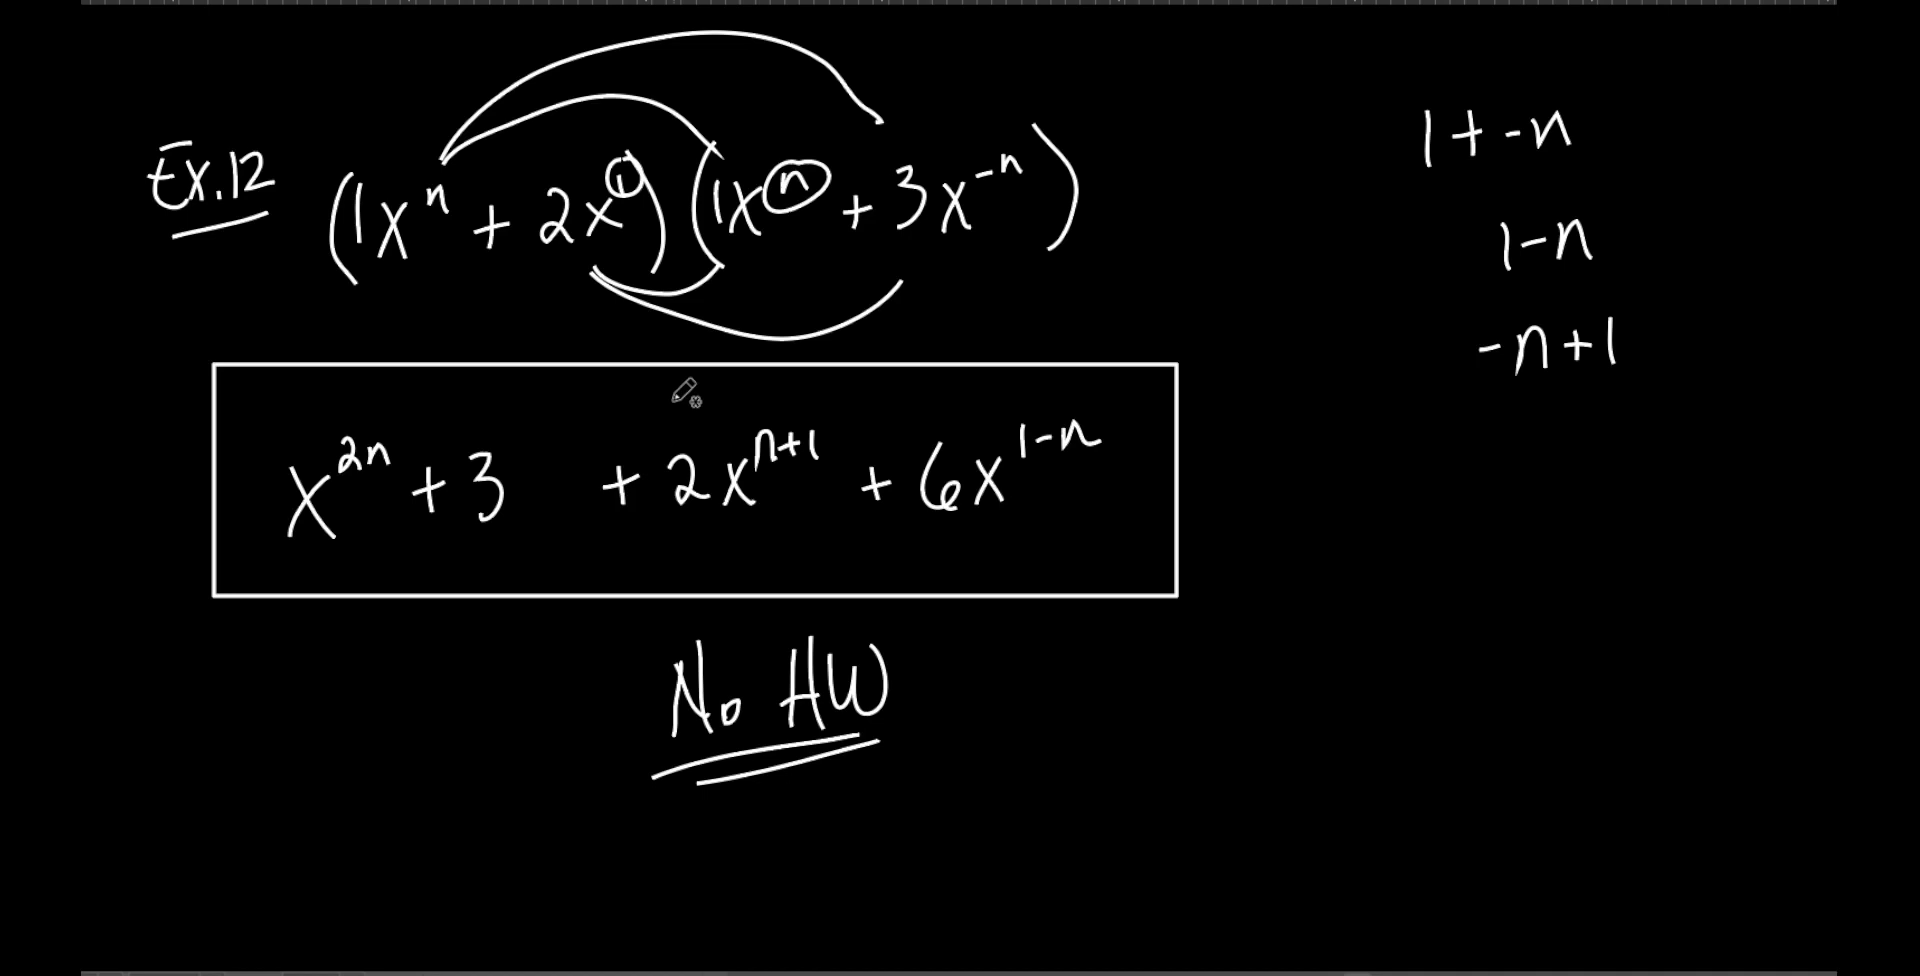 Ex.12 (1x^n + 2x^1)(1x^n + 3x^-n)
x^2n + 3 + 2x^n+1 + 6x^1-n
No HW
1 + -n
1 - n
-n + 1